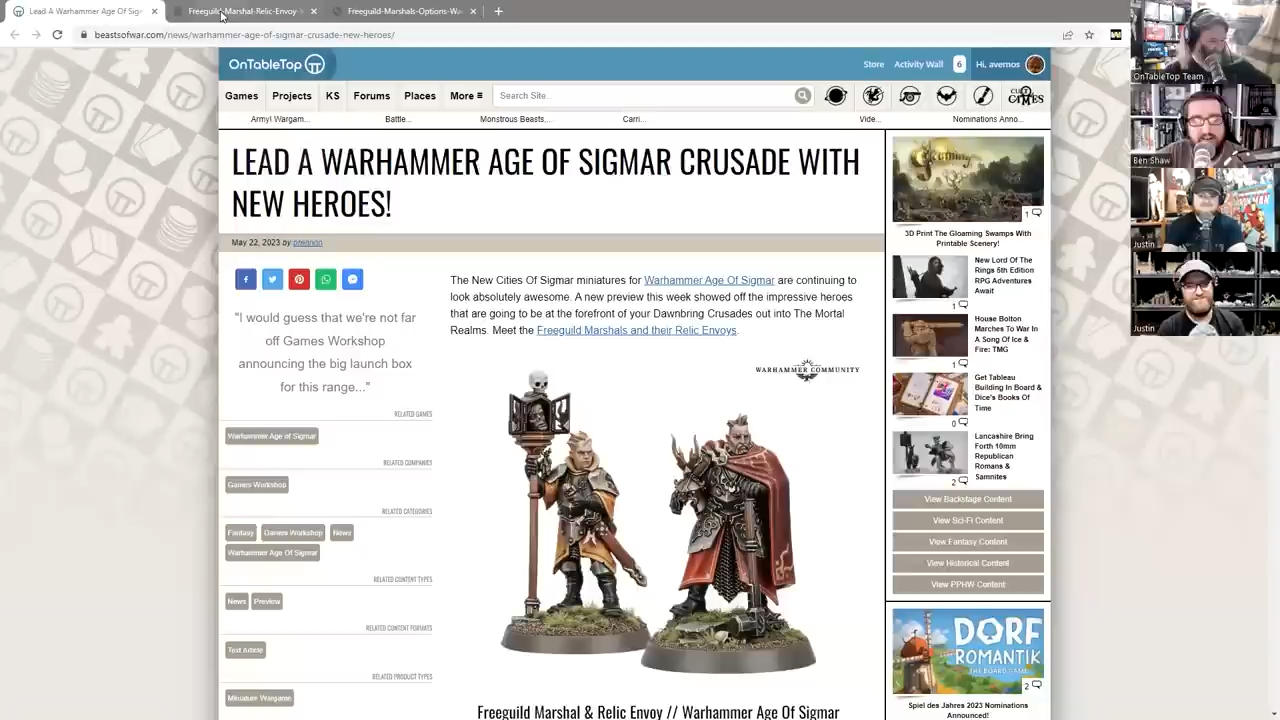 Lead A Warhammer Age Of Sig
Freeguild-Marshal-Relic-Envoy-
Freeguild-Marshals-Options-Wa
beastsofwar.com/news/warhammer-age-of-sigmar-crusade-new-heroes/
OnTableTop
Store
Activity Wall
6
Hi, avernos
Games
Projects
KS
Forums
Places
More
Search Site...
CULT OF GAMES
Army! Wargam...
Battle...
Monstrous Beasts,...
Carri...
Vide...
Nominations Anno...
LEAD A WARHAMMER AGE OF SIGMAR CRUSADE WITH
NEW HEROES!
May 22, 2023 by
"I would guess that we're not far
off Games Workshop
announcing the big launch box
for this range..."
RELATED GAMES
Warhammer Age of Sigmar
RELATED COMPANIES
Games Workshop
RELATED CATEGORIES
Fantasy
Games Workshop
News
Warhammer Age Of Sigmar
RELATED CONTENT TYPES
News
Preview
RELATED CONTENT FORMATS
Text Article
RELATED PRODUCT TYPES
Miniature Wargame
The New Cities Of Sigmar miniatures for Warhammer Age Of Sigmar are continuing to
look absolutely awesome. A new preview this week showed off the impressive heroes
that are going to be at the forefront of your Dawnbring Crusades out into The Mortal
Realms. Meet the Freeguild Marshals and their Relic Envoys.
WARHAMMER COMMUNITY
Freeguild Marshal & Relic Envoy // Warhammer Age Of Sigmar
1
3D Print The Gloaming Swamps With
Printable Scenery!
New Lord Of The
Rings 5th Edition
RPG Adventures
Await
1
House Bolton
Marches To War In
A Song Of Ice &
Fire: TMG
1
Get Tableau
Building In Board &
Dice's Books Of
Time
0
Lancashire Bring
Forth 10mm
Republican
Romans &
Samnites
2
View Backstage Content
View Sci-Fi Content
View Fantasy Content
View Historical Content
View PPHW Content
DORF
ROMANTIK
THE BOARD GAME
2
Spiel des Jahres 2023 Nominations
Announced!
OnTableTop Team
Ben Shaw
Justin
Justin